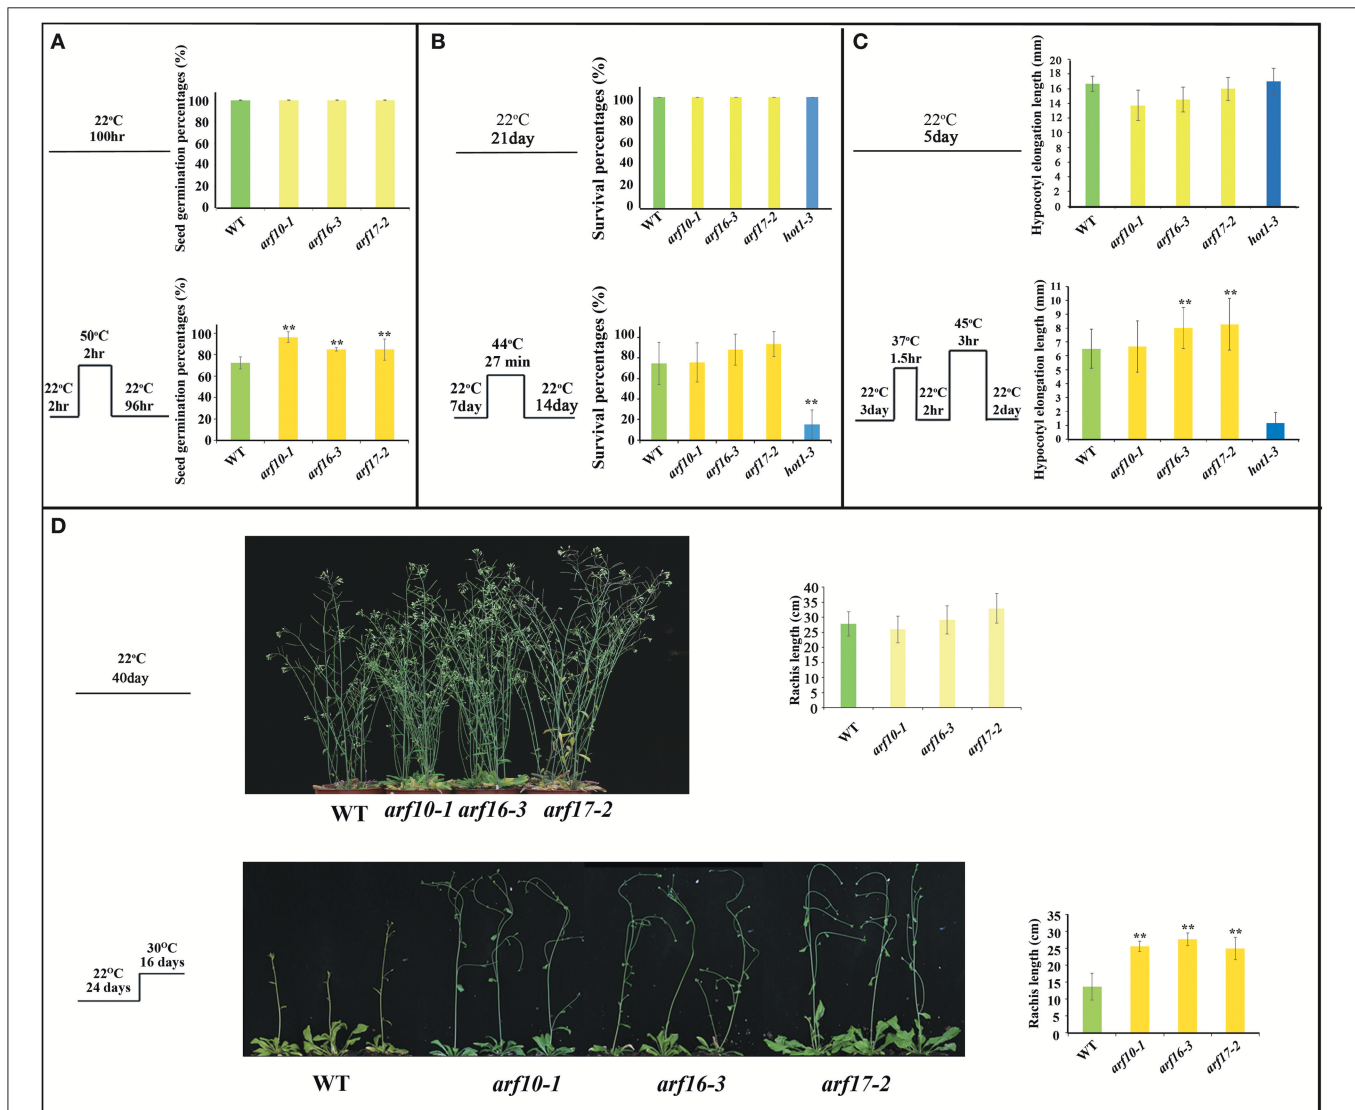 A
22°C
100hr
Seed germination percentages (%)
100
80
60
40
20
0
WT
arf10-1
arf16-3
arf17-2
50°C
2hr
22°C
2hr
22°C
96hr
Seed germination percentages (%)
100
80
60
40
20
0
**
**
**
WT
arf10-1
arf16-3
arf17-2
B
22°C
21day
Survival percentages (%)
100
80
60
40
20
0
WT
arf10-1
arf16-3
arf17-2
hot1-3
44°C
27 min
22°C
7day
22°C
14day
Survival percentages (%)
100
80
60
40
20
0
**
WT
arf10-1
arf16-3
arf17-2
hot1-3
C
22°C
5day
Hypocotyl elongation length (mm)
20
18
16
14
12
10
8
6
4
2
0
WT
arf10-1
arf16-3
arf17-2
hot1-3
45°C
3hr
37°C
1.5hr
22°C
3day
22°C
2hr
22°C
2day
Hypocotyl elongation length (mm)
11
10
9
8
7
6
5
4
3
2
1
0
**
**
WT
arf10-1
arf16-3
arf17-2
hot1-3
D
22°C
40day
WT arf10-1 arf16-3 arf17-2
Rachis length (cm)
40
35
30
25
20
15
10
5
0
WT
arf10-1
arf16-3
arf17-2
30°C
16 days
22°C
24 days
WT arf10-1 arf16-3 arf17-2
Rachis length (cm)
35
30
25
20
15
10
5
0
**
**
**
WT
arf10-1
arf16-3
arf17-2